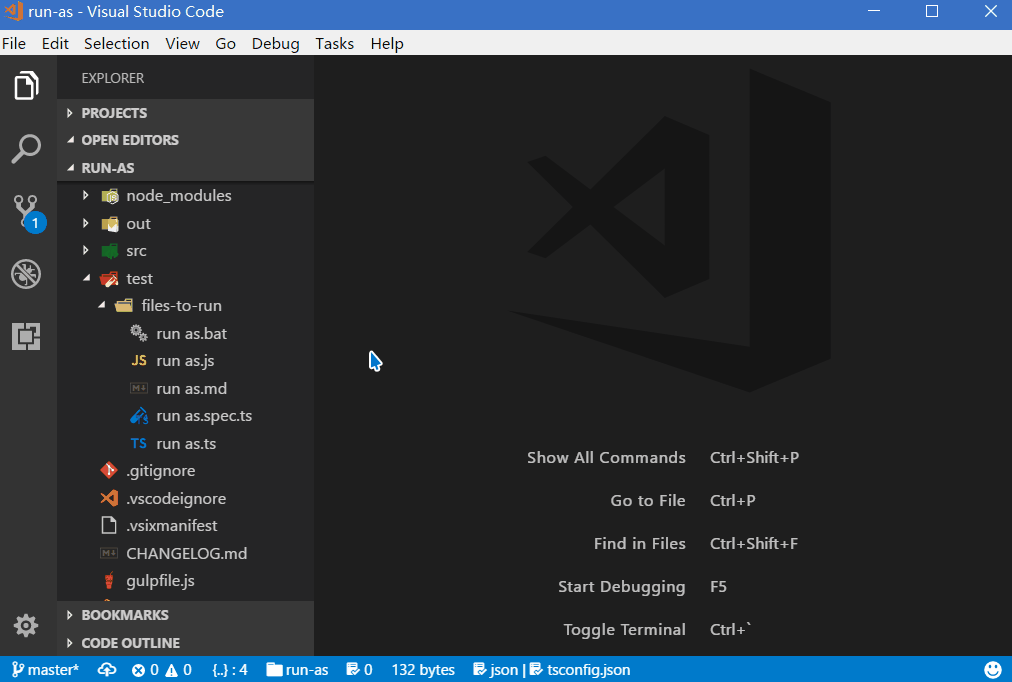 run-as - Visual Studio Code
File Edit Selection View Go Debug Tasks Help
EXPLORER
PROJECTS
OPEN EDITORS
RUN-AS
node_modules
out
src
test
files-to-run
run as.bat
JS run as.js
M↓ run as.md
run as.spec.ts
TS run as.ts
.gitignore
.vscodeignore
.vsixmanifest
M↓ CHANGELOG.md
gulpfile.js
BOOKMARKS
CODE OUTLINE
1
Show All Commands Ctrl+Shift+P
Go to File Ctrl+P
Find in Files Ctrl+Shift+F
Start Debugging F5
Toggle Terminal Ctrl+`
master* 0 0 {..} : 4 run-as 0 132 bytes json | tsconfig.json